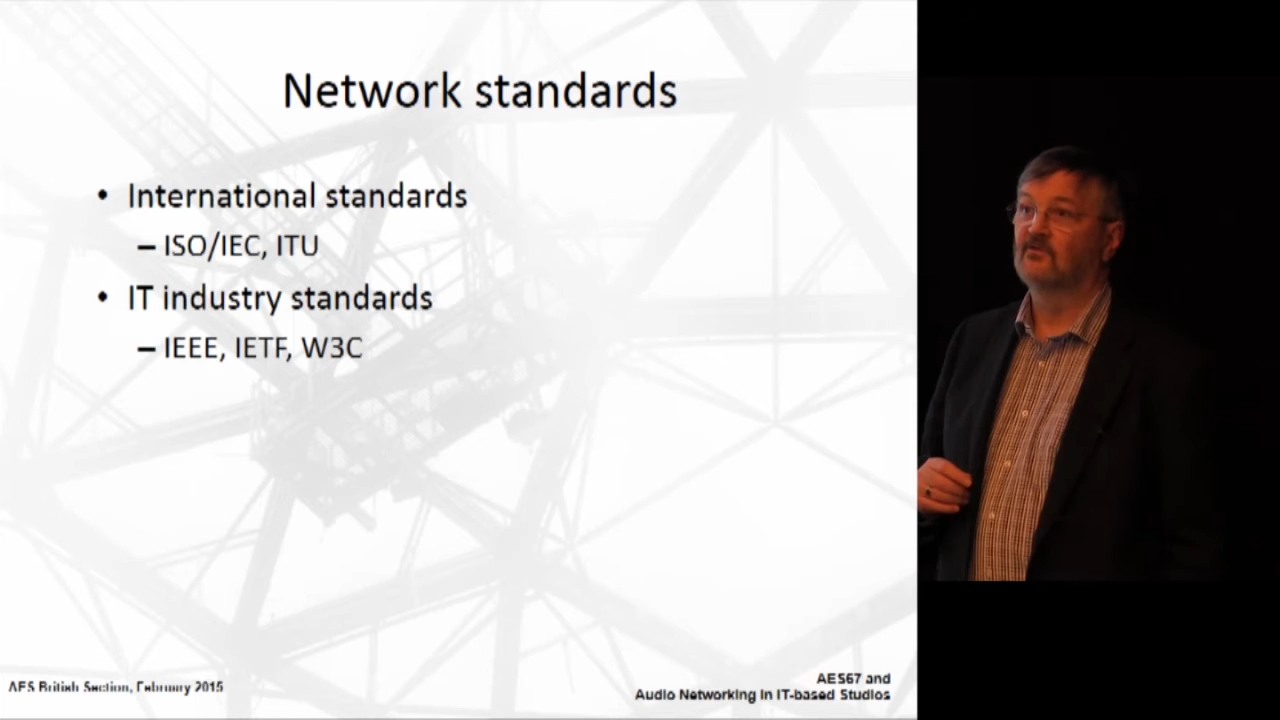 Network standards
• International standards
– ISO/IEC, ITU
• IT industry standards
– IEEE, IETF, W3C
AES British Section, February 2015
AES67 and
Audio Networking in IT-based Studios